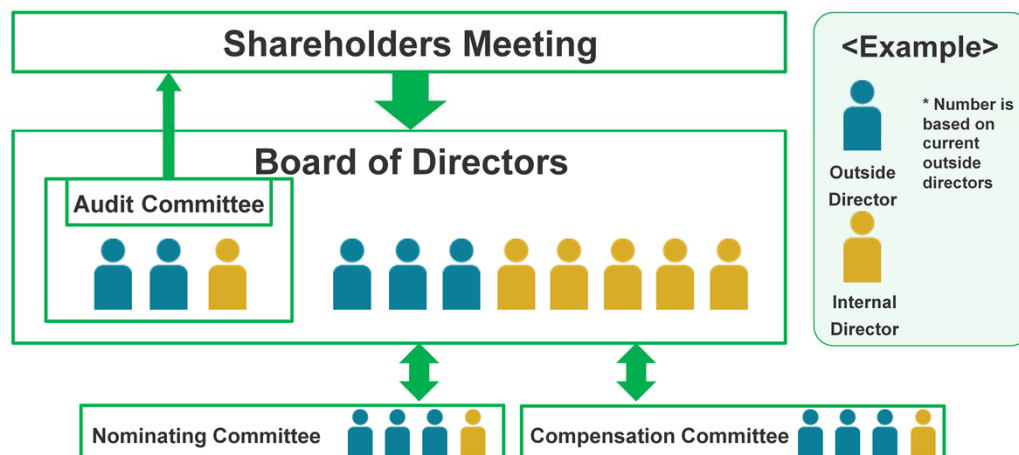 Shareholders Meeting
Board of Directors
Audit Committee
Nominating Committee
Compensation Committee
<Example>
* Number is
based on
current
outside
directors
Outside
Director
Internal
Director